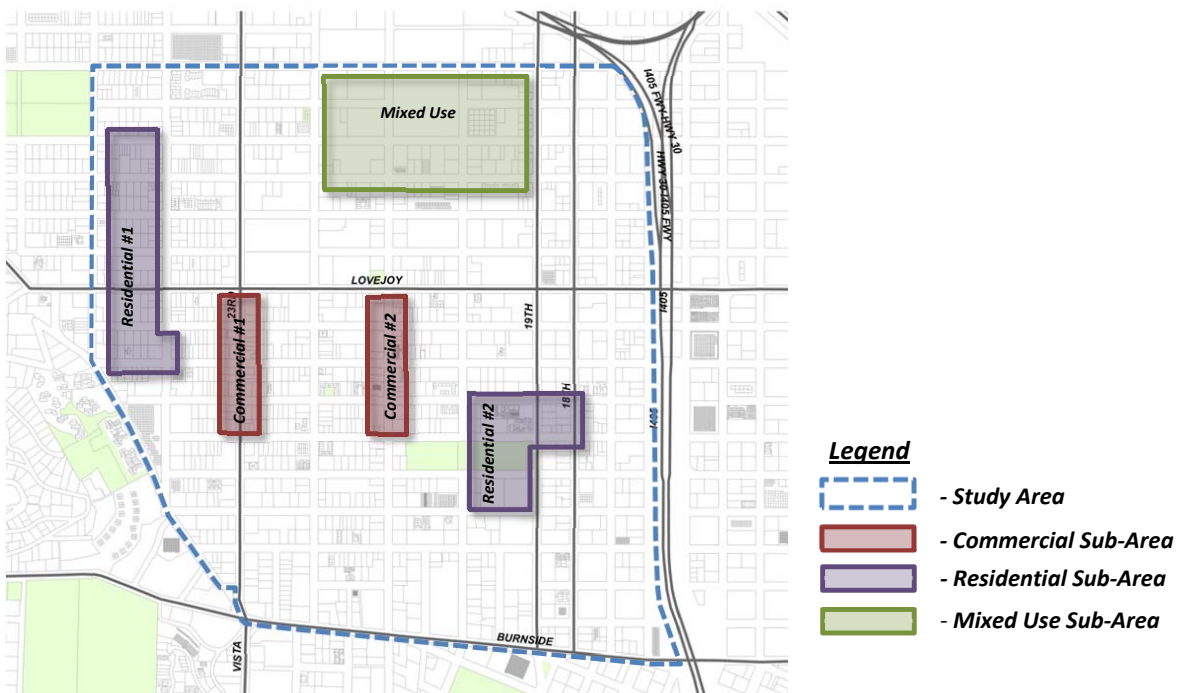 Mixed Use
I405 FWY HWY 30
HWY 30 I405 FWY
Residential #1
LOVEJOY
23RD
Commercial #1
Commercial #2
19TH
I405
18TH
I405
Residential #2
BURNSIDE
VISTA
Legend
- Study Area
- Commercial Sub-Area
- Residential Sub-Area
- Mixed Use Sub-Area